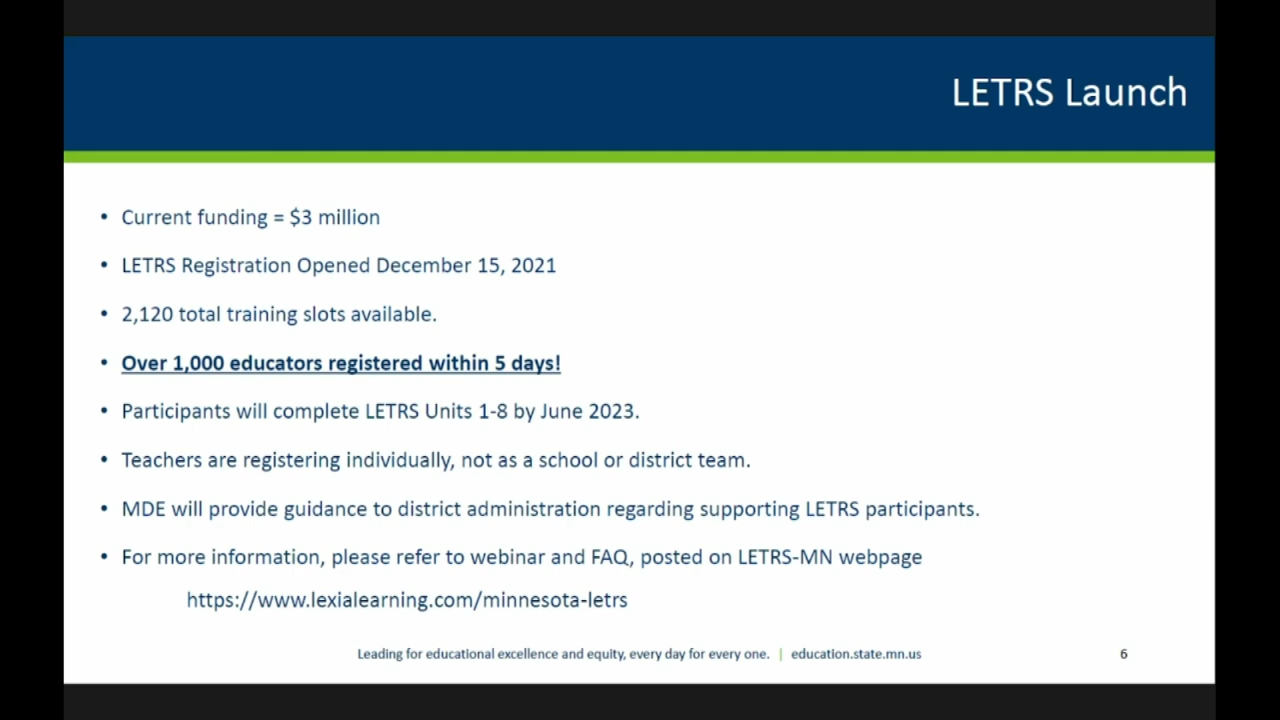 LETRS Launch
• Current funding = $3 million
• LETRS Registration Opened December 15, 2021
• 2,120 total training slots available.
• Over 1,000 educators registered within 5 days!
• Participants will complete LETRS Units 1-8 by June 2023.
• Teachers are registering individually, not as a school or district team.
• MDE will provide guidance to district administration regarding supporting LETRS participants.
• For more information, please refer to webinar and FAQ, posted on LETRS-MN webpage
https://www.lexialearning.com/minnesota-letrs
Leading for educational excellence and equity, every day for every one. | education.state.mn.us 6